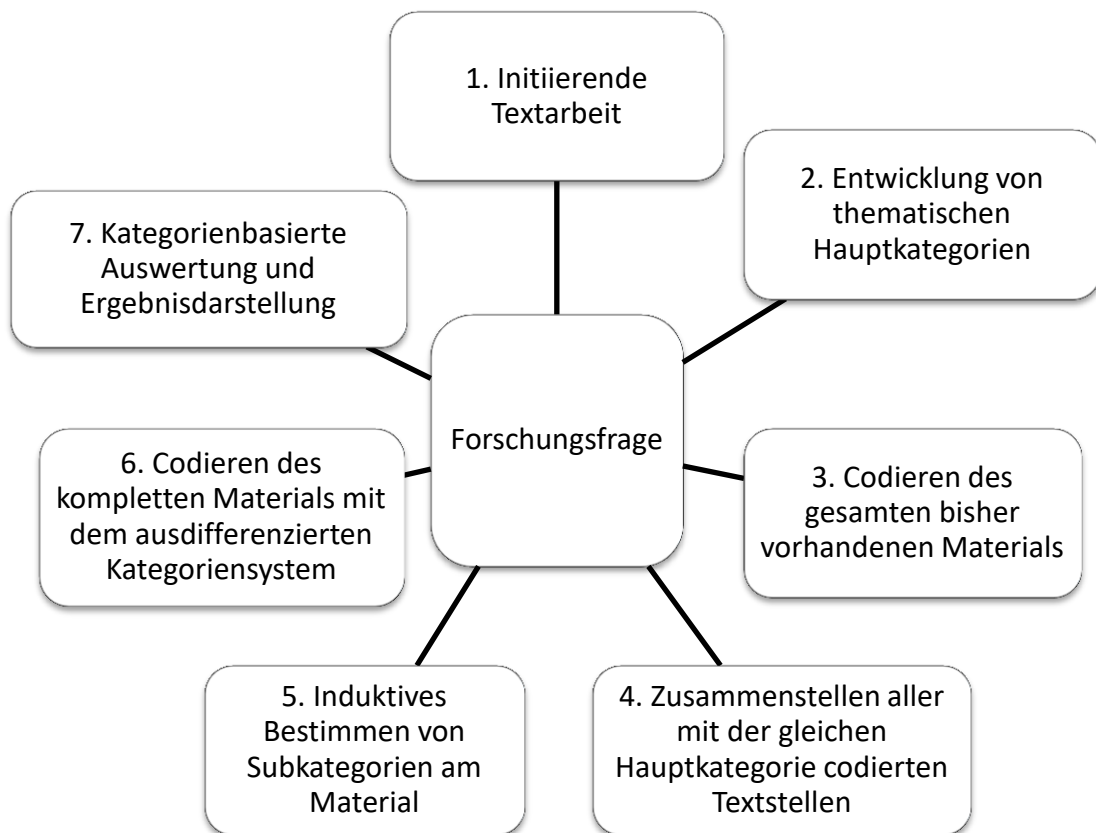 1. Initiierende
Textarbeit
2. Entwicklung von
thematischen
Hauptkategorien
3. Codieren des
gesamten bisher
vorhandenen Materials
4. Zusammenstellen aller
mit der gleichen
Hauptkategorie codierten
Textstellen
5. Induktives
Bestimmen von
Subkategorien am
Material
6. Codieren des
kompletten Materials mit
dem ausdifferenzierten
Kategoriensystem
7. Kategorienbasierte
Auswertung und
Ergebnisdarstellung
Forschungsfrage